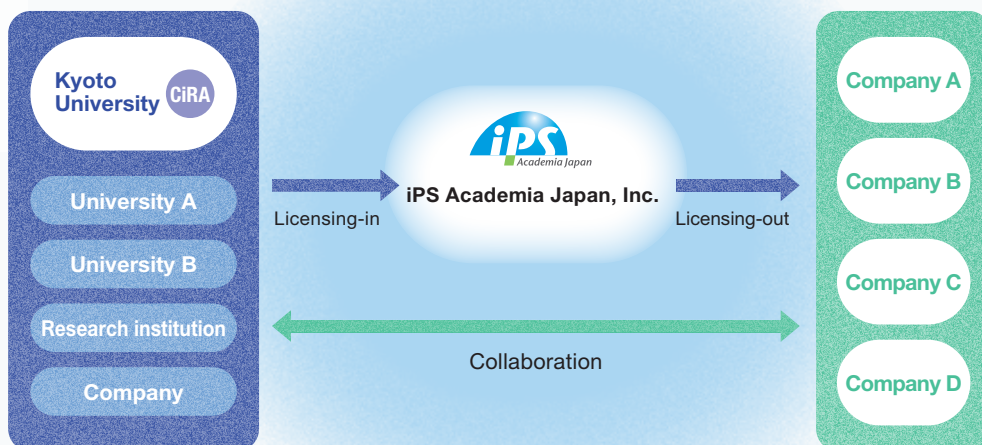 Kyoto
University
CiRA
University A
University B
Research institution
Company
Licensing-in
iPS
Academia Japan
iPS Academia Japan, Inc.
Licensing-out
Collaboration
Company A
Company B
Company C
Company D